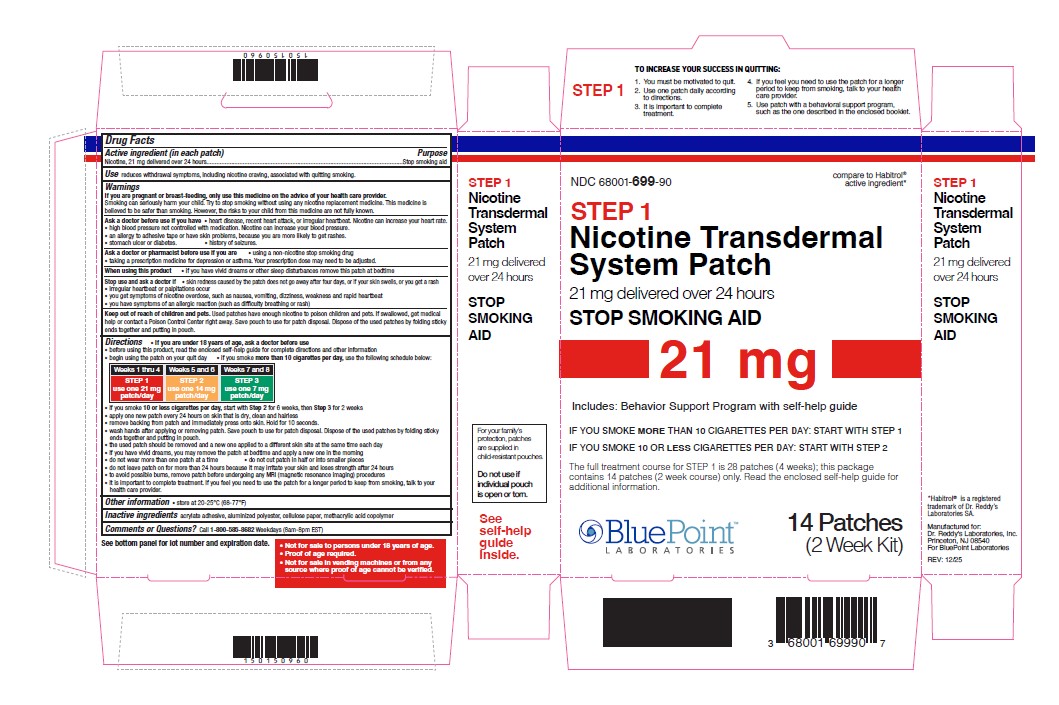 151051960
Drug Facts
Active ingredient (in each patch) Purpose
Nicotine, 21 mg delivered over 24 hours Stop smoking aid
Use reduces withdrawal symptoms, including nicotine craving, associated with quitting smoking.
Warnings
If you are pregnant or breast-feeding, only use this medicine on the advice of your health care provider.
Smoking can seriously harm your child. Try to stop smoking without using any nicotine replacement medicine. This medicine is
believed to be safer than smoking. However, the risks to your child from this medicine are not fully known.
Ask a doctor before use if you have • heart disease, recent heart attack, or irregular heartbeat. Nicotine can increase your heart rate.
• high blood pressure not controlled with medication. Nicotine can increase your blood pressure.
• an allergy to adhesive tape or have skin problems, because you are more likely to get rashes.
• stomach ulcer or diabetes. • history of seizures.
Ask a doctor or pharmacist before use if you are • using a non-nicotine stop smoking drug
• taking a prescription medicine for depression or asthma. Your prescription dose may need to be adjusted.
When using this product • if you have vivid dreams or other sleep disturbances remove this patch at bedtime
Stop use and ask a doctor if • skin redness caused by the patch does not go away after four days, or if your skin swells, or you get a rash
• irregular heartbeat or palpitations occur
• you get symptoms of nicotine overdose, such as nausea, vomiting, dizziness, weakness and rapid heartbeat
• you have symptoms of an allergic reaction (such as difficulty breathing or rash)
Keep out of reach of children and pets. Used patches have enough nicotine to poison children and pets. If swallowed, get medical
help or contact a Poison Control Center right away. Save pouch to use for patch disposal. Dispose of the used patches by folding sticky
ends together and putting in pouch.
Directions • if you are under 18 years of age, ask a doctor before use
• before using this product, read the enclosed self-help guide for complete directions and other information
• begin using the patch on your quit day • if you smoke more than 10 cigarettes per day, use the following schedule below:
Weeks 1 thru 4 Weeks 5 and 6 Weeks 7 and 8
STEP 1 STEP 2 STEP 3
use one 21 mg use one 14 mg use one 7 mg
patch/day patch/day patch/day
• if you smoke 10 or less cigarettes per day, start with Step 2 for 6 weeks, then Step 3 for 2 weeks
• apply one new patch every 24 hours on skin that is dry, clean and hairless
• remove backing from patch and immediately press onto skin. Hold for 10 seconds.
• wash hands after applying or removing patch. Save pouch to use for patch disposal. Dispose of the used patches by folding sticky
ends together and putting in pouch.
• the used patch should be removed and a new one applied to a different skin site at the same time each day
• if you have vivid dreams, you may remove the patch at bedtime and apply a new one in the morning
• do not wear more than one patch at a time • do not cut patch in half or into smaller pieces
• do not leave patch on for more than 24 hours because it may irritate your skin and loses strength after 24 hours
• to avoid possible burns, remove patch before undergoing any MRI (magnetic resonance imaging) procedures
• it is important to complete treatment. If you feel you need to use the patch for a longer period to keep from smoking, talk to your
health care provider.
Other information • store at 20-25°C (68-77°F)
Inactive ingredients acrylate adhesive, aluminized polyester, cellulose paper, methacrylic acid copolymer
Comments or Questions? Call 1-800-585-8682 Weekdays (8am-8pm EST)
See bottom panel for lot number and expiration date.
• Not for sale to persons under 18 years of age.
• Proof of age required.
• Not for sale in vending machines or from any
source where proof of age cannot be verified.
150150960
STEP 1
Nicotine
Transdermal
System
Patch
21 mg delivered
over 24 hours
STOP
SMOKING
AID
For your family's
protection, patches
are supplied in
child-resistant pouches.
Do not use if
individual pouch
is open or torn.
See
self-help
guide
inside.
STEP 1
TO INCREASE YOUR SUCCESS IN QUITTING:
1. You must be motivated to quit.
2. Use one patch daily according
to directions.
3. It is important to complete
treatment.
4. If you feel you need to use the patch for a longer
period to keep from smoking, talk to your health
care provider.
5. Use patch with a behavioral support program,
such as the one described in the enclosed booklet.
NDC 68001-699-90
compare to Habitrol®
active ingredient*
STEP 1
Nicotine Transdermal
System Patch
21 mg delivered over 24 hours
STOP SMOKING AID
21 mg
Includes: Behavior Support Program with self-help guide
IF YOU SMOKE MORE THAN 10 CIGARETTES PER DAY: START WITH STEP 1
IF YOU SMOKE 10 OR LESS CIGARETTES PER DAY: START WITH STEP 2
The full treatment course for STEP 1 is 28 patches (4 weeks); this package
contains 14 patches (2 week course) only. Read the enclosed self-help guide for
additional information.
BluePoint™
LABORATORIES
14 Patches
(2 Week Kit)
3 68001 69990 7
STEP 1
Nicotine
Transdermal
System
Patch
21 mg delivered
over 24 hours
STOP
SMOKING
AID
*Habitrol® is a registered
trademark of Dr. Reddy's
Laboratories SA.
Manufactured for:
Dr. Reddy's Laboratories, Inc.
Princeton, NJ 08540
For BluePoint Laboratories
REV: 12/25